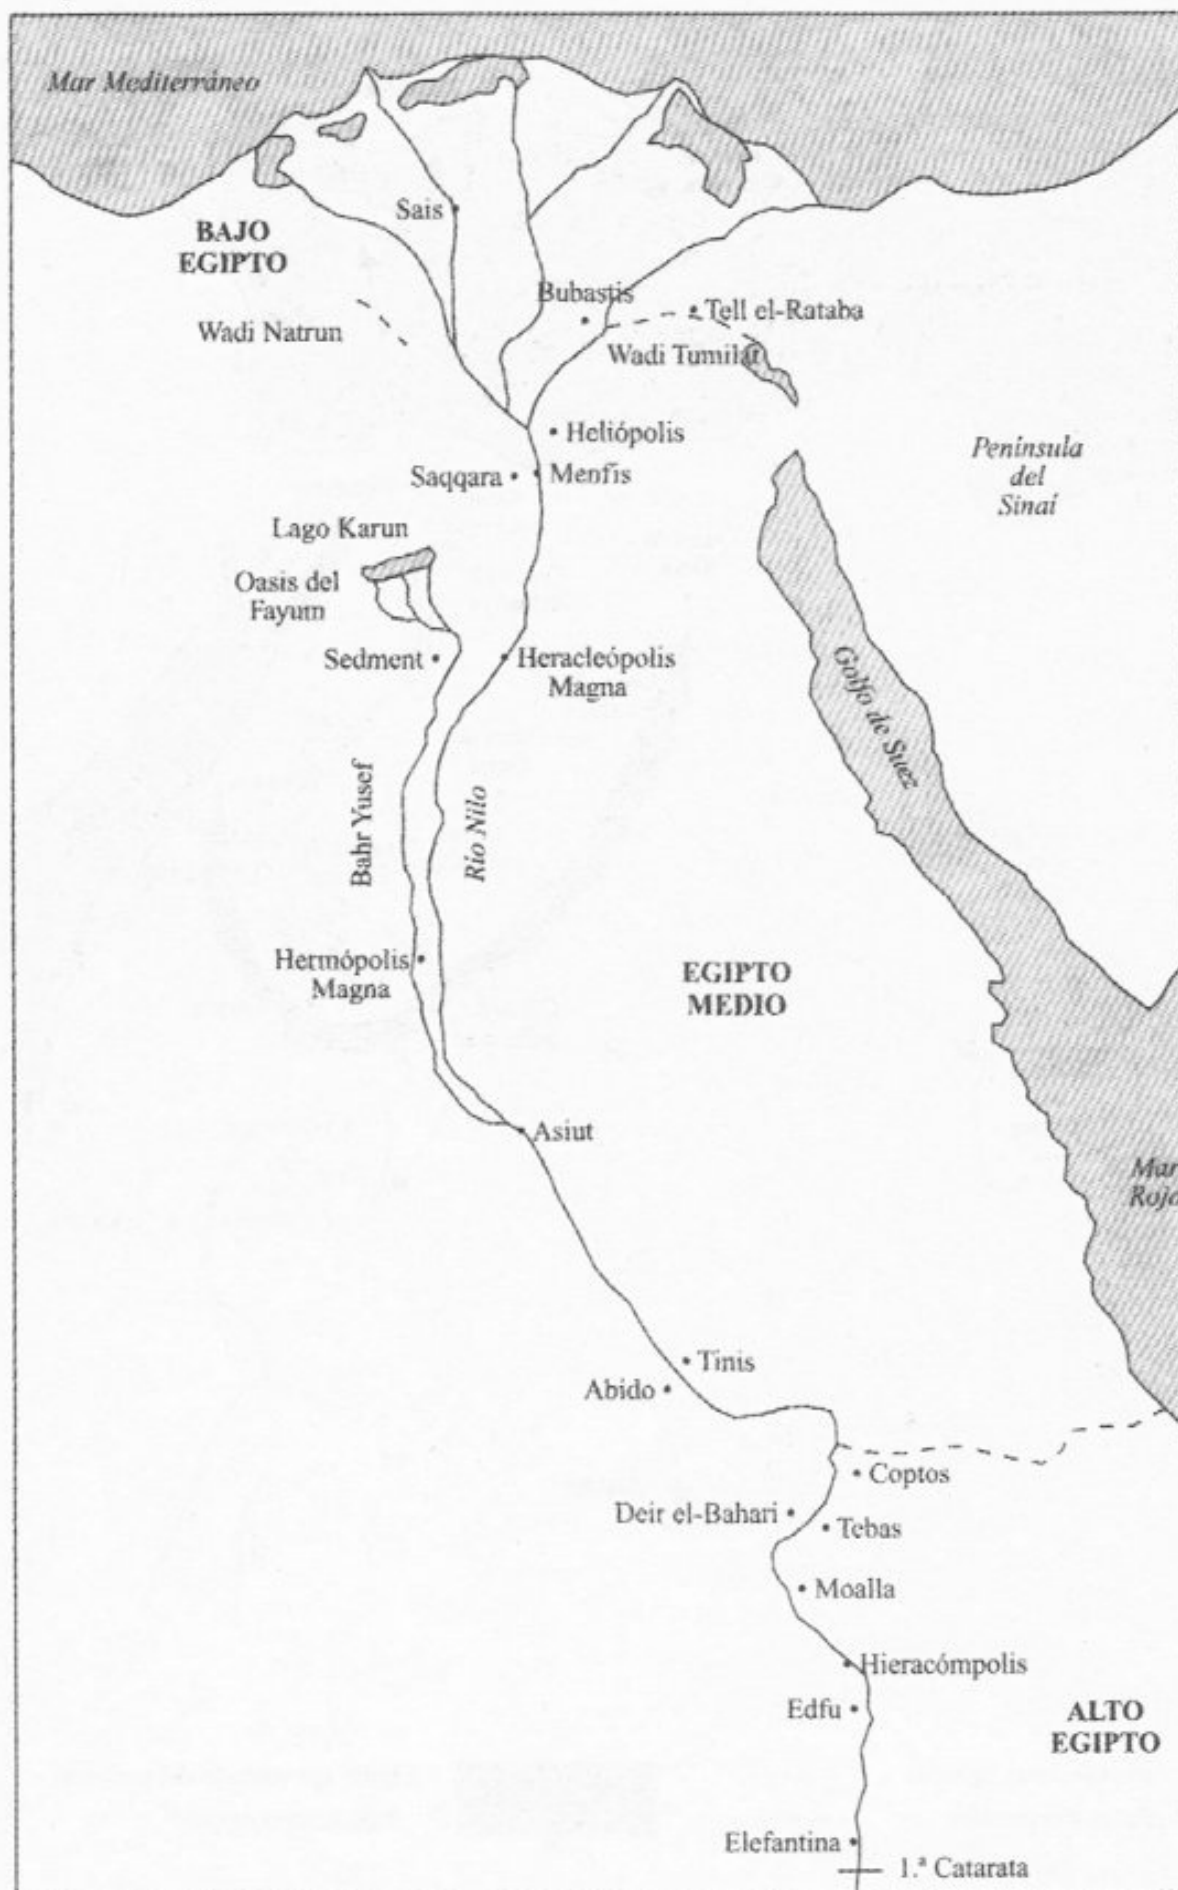 Mar Mediterráneo
Sais
BAJO
EGIPTO
Bubastis
Tell el-Rataba
Wadi Natrun
Wadi Tumilat
Heliópolis
Península
del
Sinaí
Saqqara
Menfis
Lago Karun
Oasis del
Fayum
Sedment
Heracleópolis
Magna
Golfo de Suez
Bahr Yusef
Río Nilo
Hermópolis
Magna
EGIPTO
MEDIO
Asiut
Mar
Rojo
Tinis
Abido
Coptos
Deir el-Bahari
Tebas
Moalla
Hieracómpolis
Edfu
ALTO
EGIPTO
Elefantina
1.ª Catarata